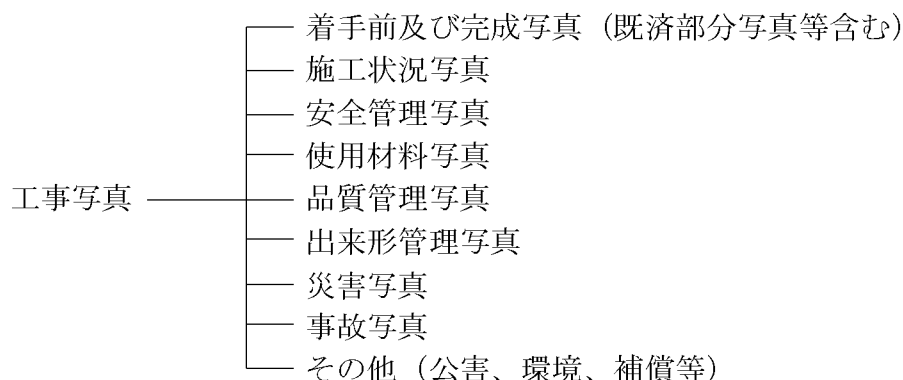 着手前及び完成写真（既済部分写真等含む）
施工状況写真
安全管理写真
使用材料写真
工事写真
品質管理写真
出来形管理写真
災害写真
事故写真
その他（公害、環境、補償等）